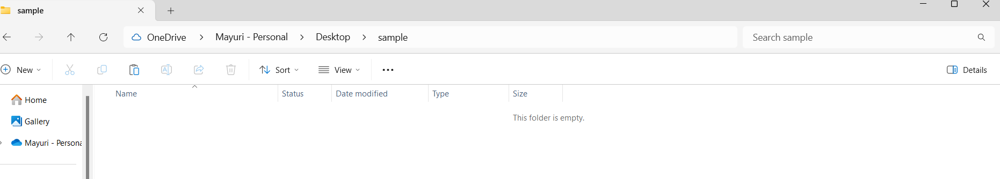 sample
OneDrive > Mayuri - Personal > Desktop > sample
Search sample
New Sort View ... Details
Name Status Date modified Type Size
Home
This folder is empty.
Gallery
Mayuri - Persona